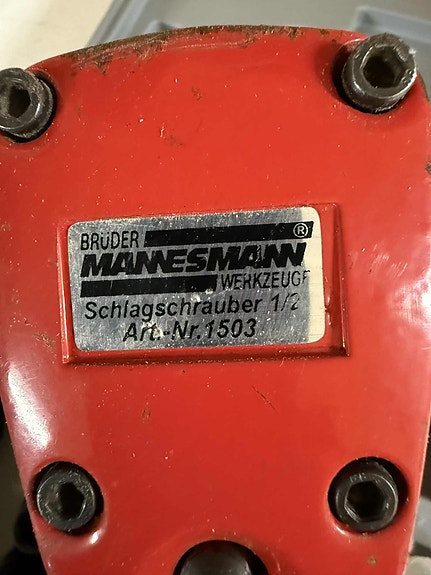 BRÜDER ®
MANNESMANN
WERKZEUGE
Schlagschrauber 1/2
Art.-Nr.1503